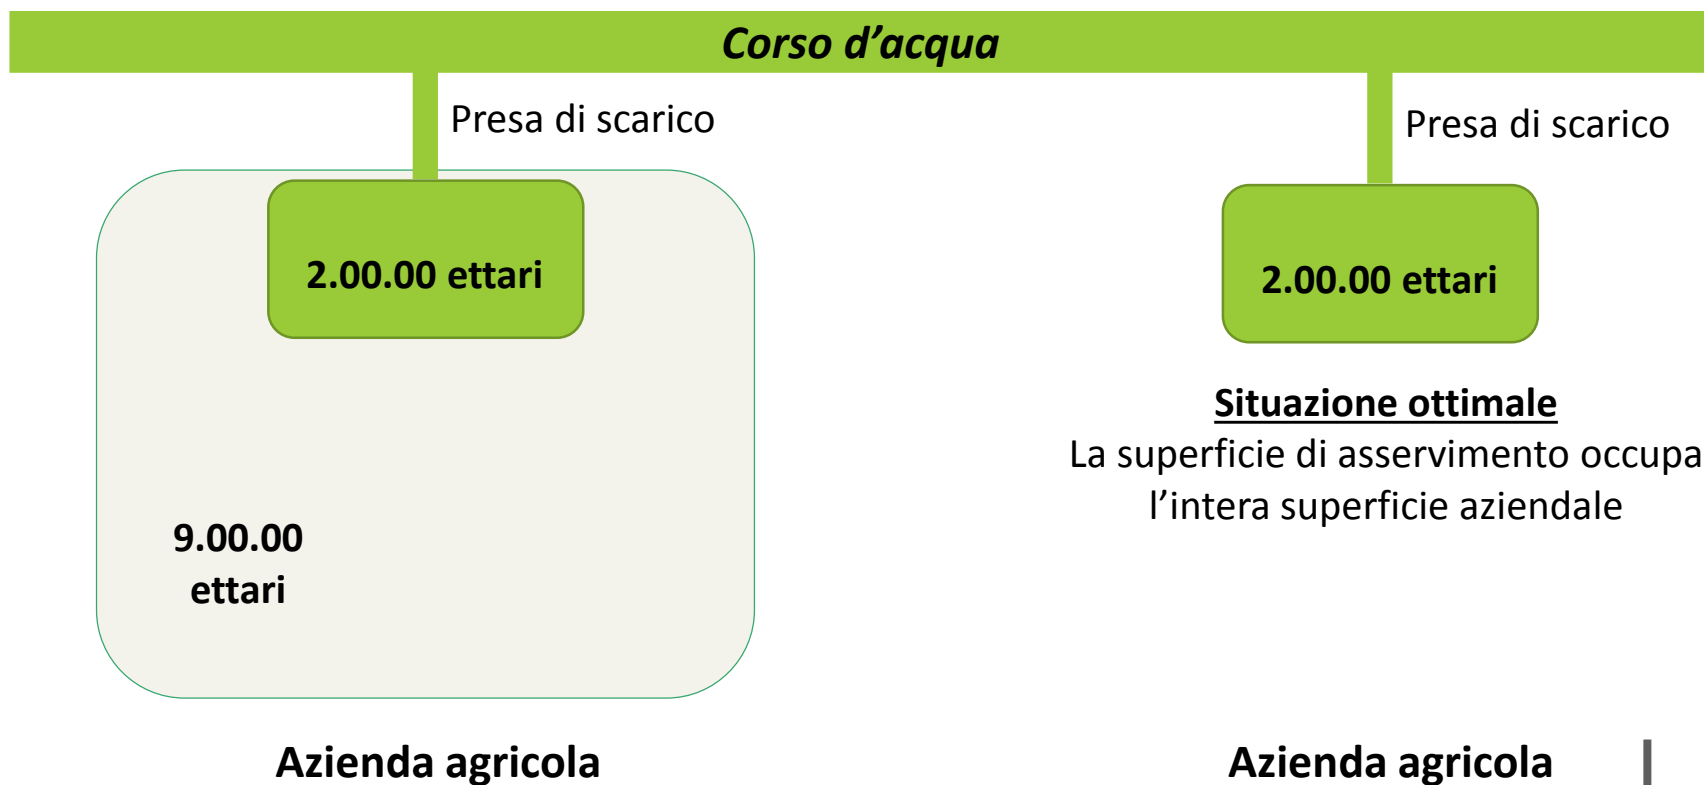 Corso d’acqua
Presa di scarico
Presa di scarico
2.00.00 ettari
2.00.00 ettari
Situazione ottimale
La superficie di asservimento occupa
l’intera superficie aziendale
9.00.00
ettari
Azienda agricola
Azienda agricola